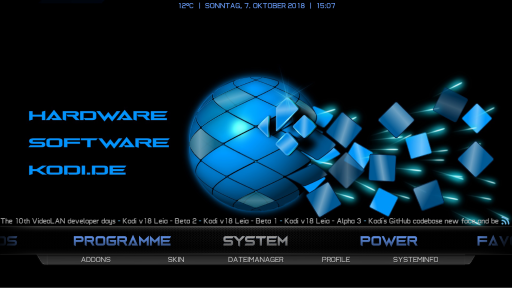 12°C | SONNTAG, 7. OKTOBER 2018 | 15:07
HARDWARE
SOFTWARE
KODI.DE
The 10th VideoLAN developer days - Kodi v18 Leia - Beta 2 - Kodi v18 Leia - Beta 1 - Kodi v18 Leia - Alpha 3 - Kodi's GitHub codebase new face and be
OS PROGRAMME SYSTEM POWER FAVO
ADDONS SKIN DATEIMANAGER PROFILE SYSTEMINFO